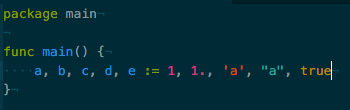 package main¬
¬
func main() {¬
····a, b, c, d, e := 1, 1., 'a', "a", true
}¬